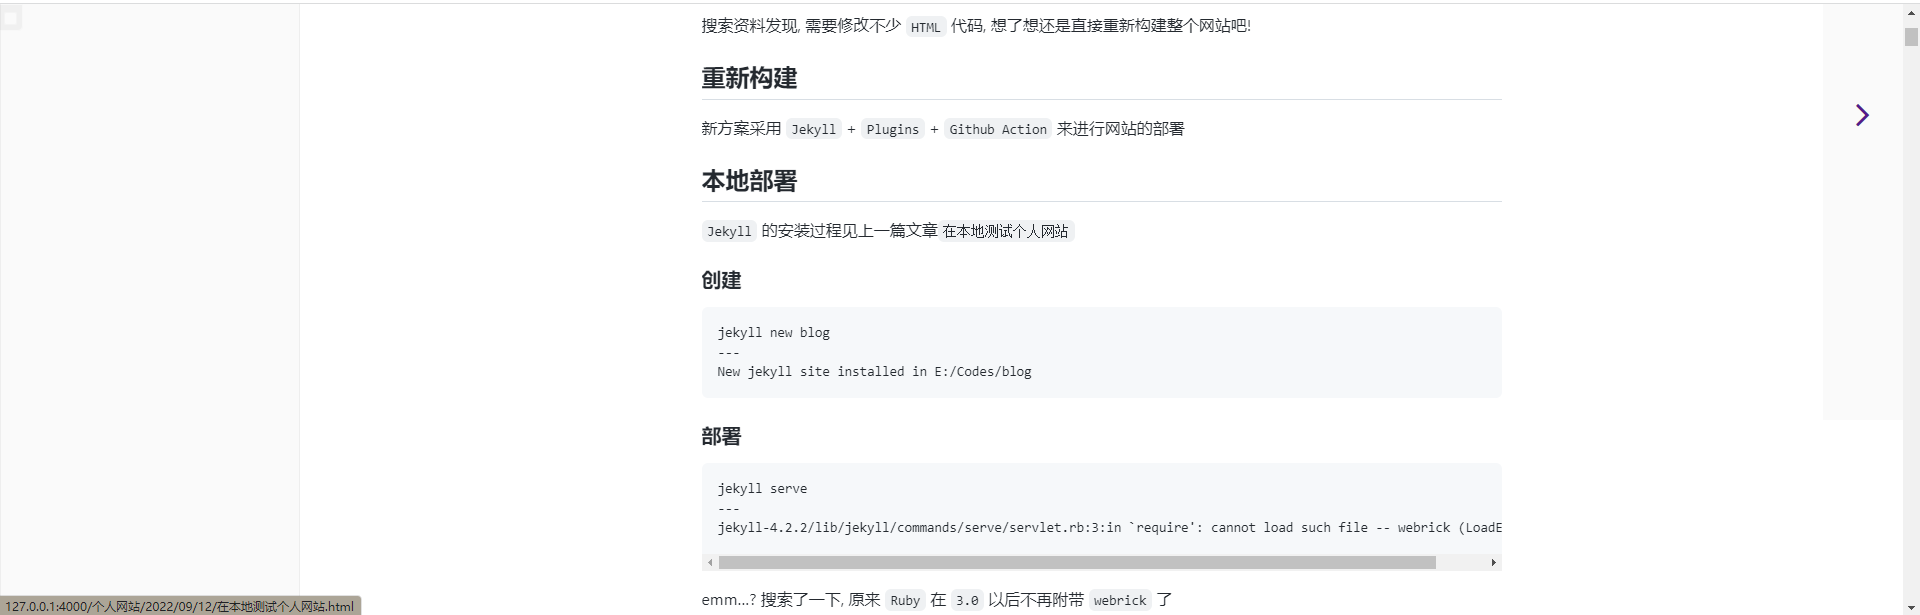 搜索资料发现, 需要修改不少 HTML 代码, 想了想还是直接重新构建整个网站吧!
重新构建
新方案采用 Jekyll + Plugins + Github Action 来进行网站的部署
本地部署
Jekyll 的安装过程见上一篇文章 在本地测试个人网站
创建
jekyll new blog
---
New jekyll site installed in E:/Codes/blog
部署
jekyll serve
---
jekyll-4.2.2/lib/jekyll/commands/serve/servlet.rb:3:in `require': cannot load such file -- webrick (LoadE
emm...? 搜索了一下, 原来 Ruby 在 3.0 以后不再附带 webrick 了
127.0.0.1:4000/个人网站/2022/09/12/在本地测试个人网站.html